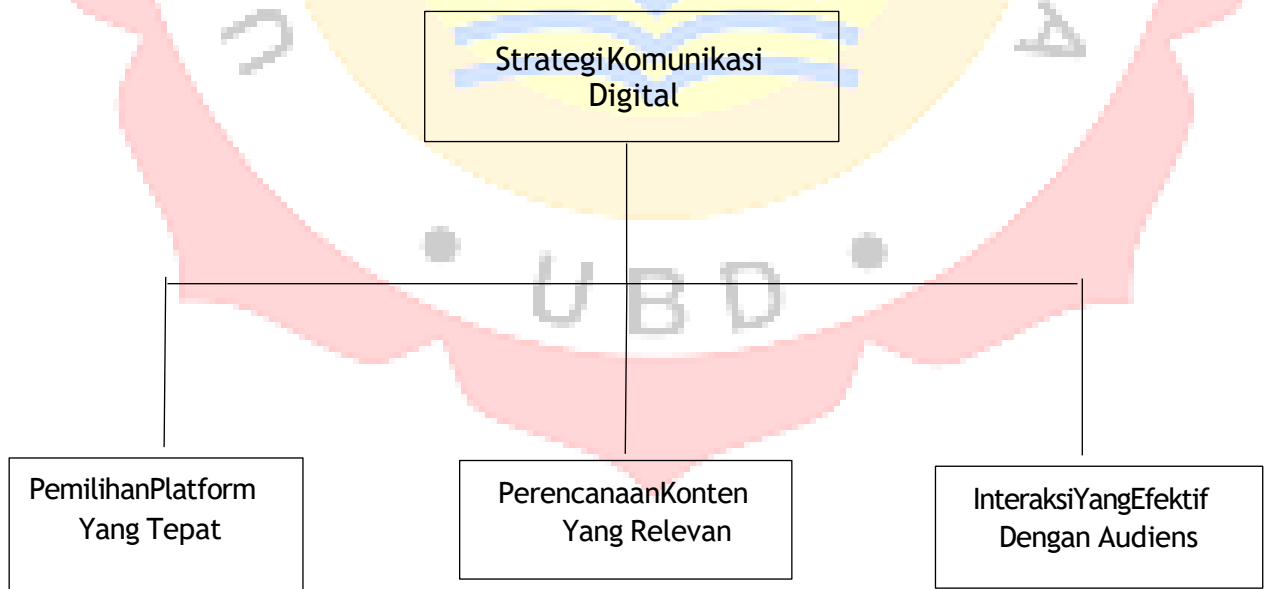 U
A
StrategiKomunikasi
Digital
UBD
PemilihanPlatform
Yang Tepat
PerencanaanKonten
Yang Relevan
InteraksiYangEfektif
Dengan Audiens